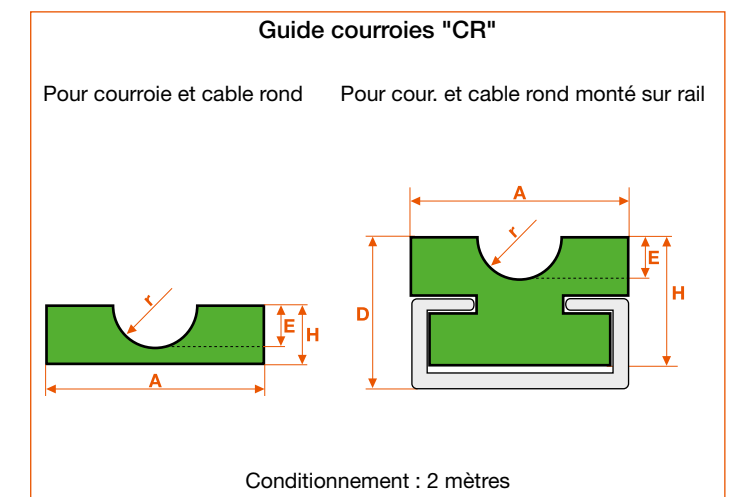 Guide courroies "CR"
Pour courroie et cable rond
Pour cour. et cable rond monté sur rail
r
E
H
A
A
r
E
H
D
Conditionnement : 2 mètres